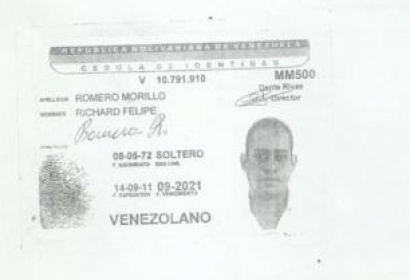 REPUBLICA BOLIVARIANA DE VENEZUELA
CEDULA DE IDENTIDAD
V 10.791.910
MM500
Dante Rivas
Director
APELLIDOS ROMERO MORILLO
NOMBRES RICHARD FELIPE
Romero R.
08-06-72 SOLTERO
F. NACIMIENTO EDO CIVIL
14-09-11 09-2021
F. EXPEDICION F. VENCIMIENTO
VENEZOLANO